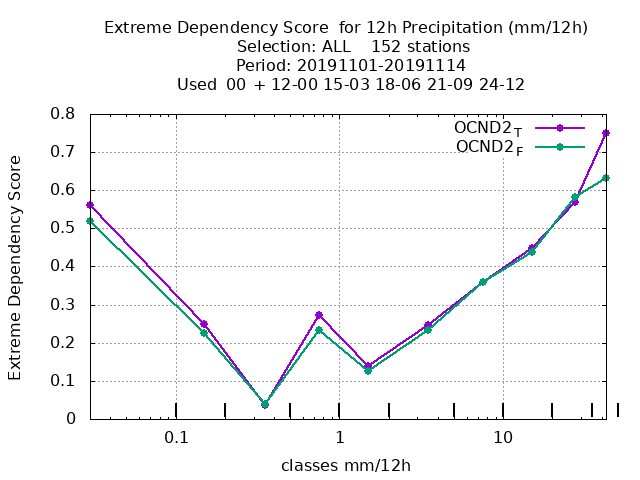 Extreme Dependency Score  for 12h Precipitation (mm/12h)
Selection: ALL    152 stations
Period: 20191101-20191114
Used  00 + 12-00 15-03 18-06 21-09 24-12
OCND2T
OCND2F
Extreme Dependency Score
0.8
0.7
0.6
0.5
0.4
0.3
0.2
0.1
0
0.1 1 10
classes mm/12h